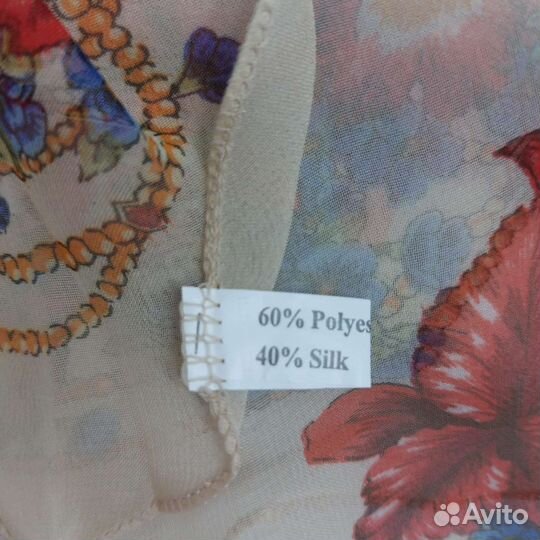 60% Polyes
40% Silk
Avito